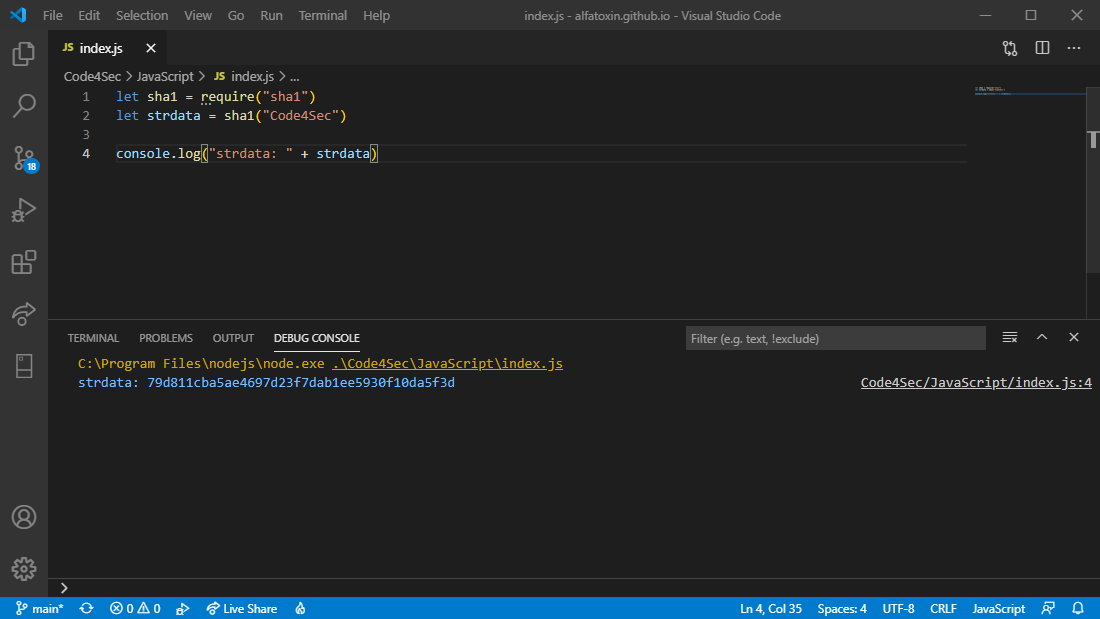 File Edit Selection View Go Run Terminal Help index.js - alfatoxin.github.io - Visual Studio Code
JS index.js
Code4Sec > JavaScript > JS index.js > ...
1 let sha1 = require("sha1")
2 let strdata = sha1("Code4Sec")
3
4 console.log("strdata: " + strdata)
18
TERMINAL PROBLEMS OUTPUT DEBUG CONSOLE Filter (e.g. text, !exclude)
C:\Program Files\nodejs\node.exe .\Code4Sec\JavaScript\index.js
strdata: 79d811cba5ae4697d23f7dab1ee5930f10da5f3d Code4Sec/JavaScript/index.js:4
main* 0 0 Live Share Ln 4, Col 35 Spaces: 4 UTF-8 CRLF JavaScript